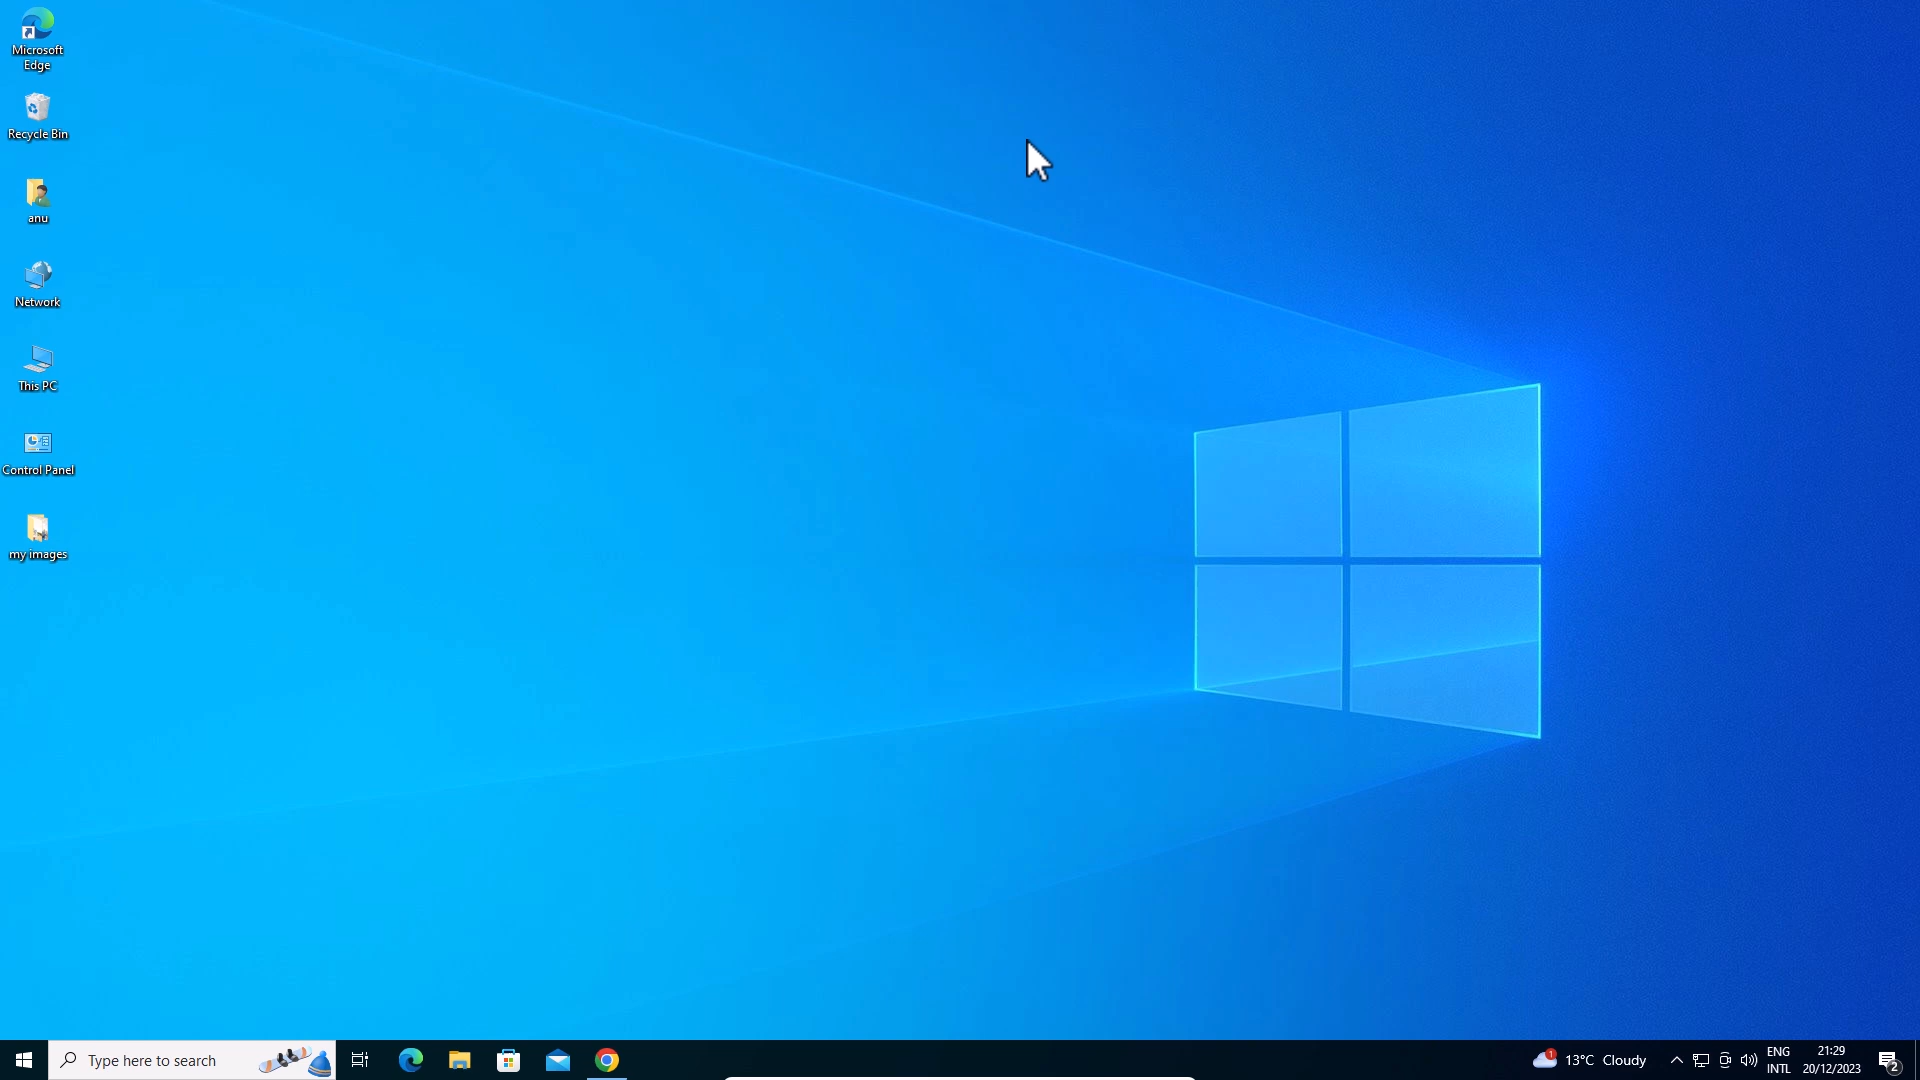 Microsoft
Edge
Recycle Bin
anu
Network
This PC
Control Panel
my images
Type here to search
1
13°C Cloudy
ENG
INTL
21:29
20/12/2023
2